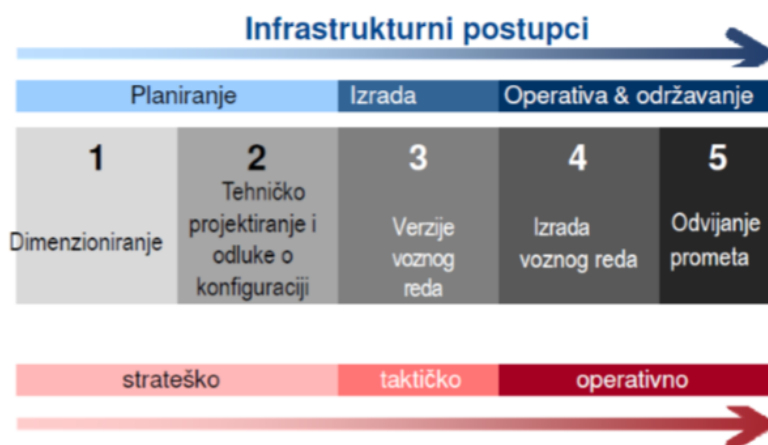 Infrastrukturni postupci
Planiranje
Izrada
Operativa & održavanje
1
Dimenzioniranje
2
Tehničko
projektiranje i
odluke o
konfiguraciji
3
Verzije
voznog
reda
4
Izrada
voznog reda
5
Odvijanje
prometa
strateško
taktičko
operativno